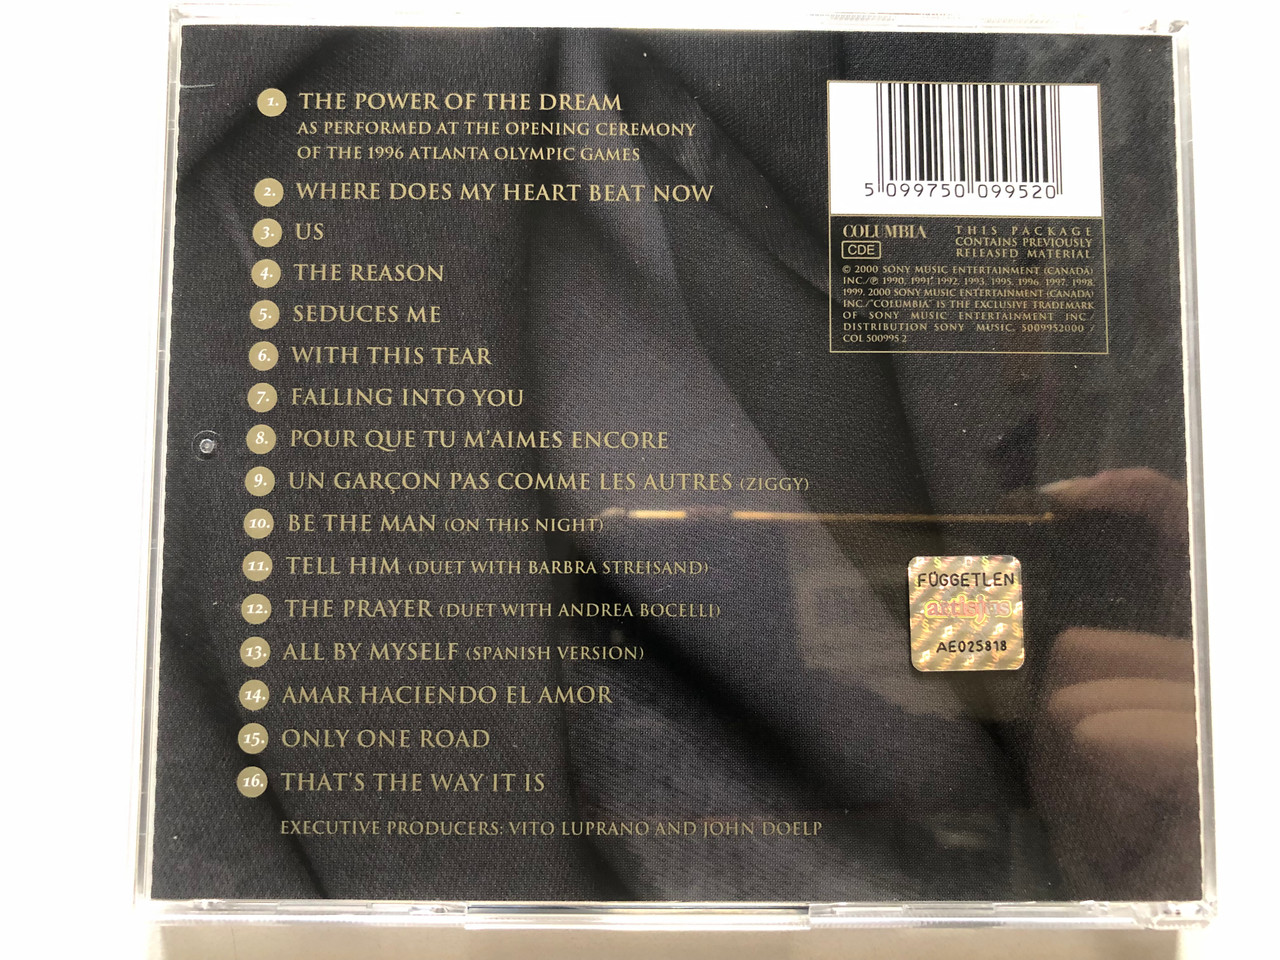 1. THE POWER OF THE DREAM
AS PERFORMED AT THE OPENING CEREMONY
OF THE 1996 ATLANTA OLYMPIC GAMES
2. WHERE DOES MY HEART BEAT NOW
3. US
4. THE REASON
5. SEDUCES ME
6. WITH THIS TEAR
7. FALLING INTO YOU
8. POUR QUE TU M'AIMES ENCORE
9. UN GARÇON PAS COMME LES AUTRES (ZIGGY)
10. BE THE MAN (ON THIS NIGHT)
11. TELL HIM (DUET WITH BARBRA STREISAND)
12. THE PRAYER (DUET WITH ANDREA BOCELLI)
13. ALL BY MYSELF (SPANISH VERSION)
14. AMAR HACIENDO EL AMOR
15. ONLY ONE ROAD
16. THAT'S THE WAY IT IS
EXECUTIVE PRODUCERS: VITO LUPRANO AND JOHN DOELP
5 099750 099520
COLUMBIA
CDE
THIS PACKAGE
CONTAINS PREVIOUSLY
RELEASED MATERIAL
© 2000 SONY MUSIC ENTERTAINMENT (CANADA)
INC./℗ 1990, 1991, 1992, 1993, 1995, 1996, 1997, 1998,
1999, 2000 SONY MUSIC ENTERTAINMENT (CANADA)
INC./"COLUMBIA" IS THE EXCLUSIVE TRADEMARK
OF SONY MUSIC ENTERTAINMENT INC./
DISTRIBUTION SONY MUSIC. 5009952000 /
COL 500995 2
FÜGGETLEN
artisjus
AE025818